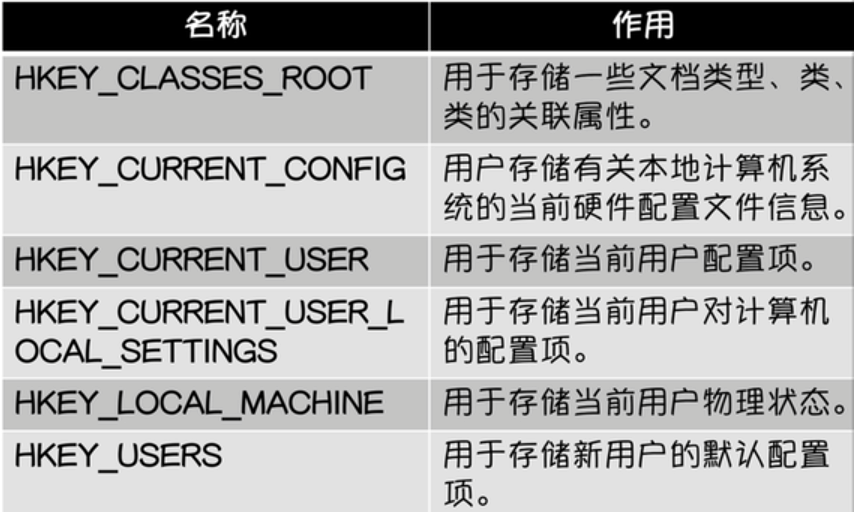 名称 作用
HKEY_CLASSES_ROOT 用于存储一些文档类型、类、
类的关联属性。
HKEY_CURRENT_CONFIG 用户存储有关本地计算机系
统的当前硬件配置文件信息。
HKEY_CURRENT_USER 用于存储当前用户配置项。
HKEY_CURRENT_USER_L 用于存储当前用户对计算机
OCAL_SETTINGS 的配置项。
HKEY_LOCAL_MACHINE 用于存储当前用户物理状态。
HKEY_USERS 用于存储新用户的默认配置
项。